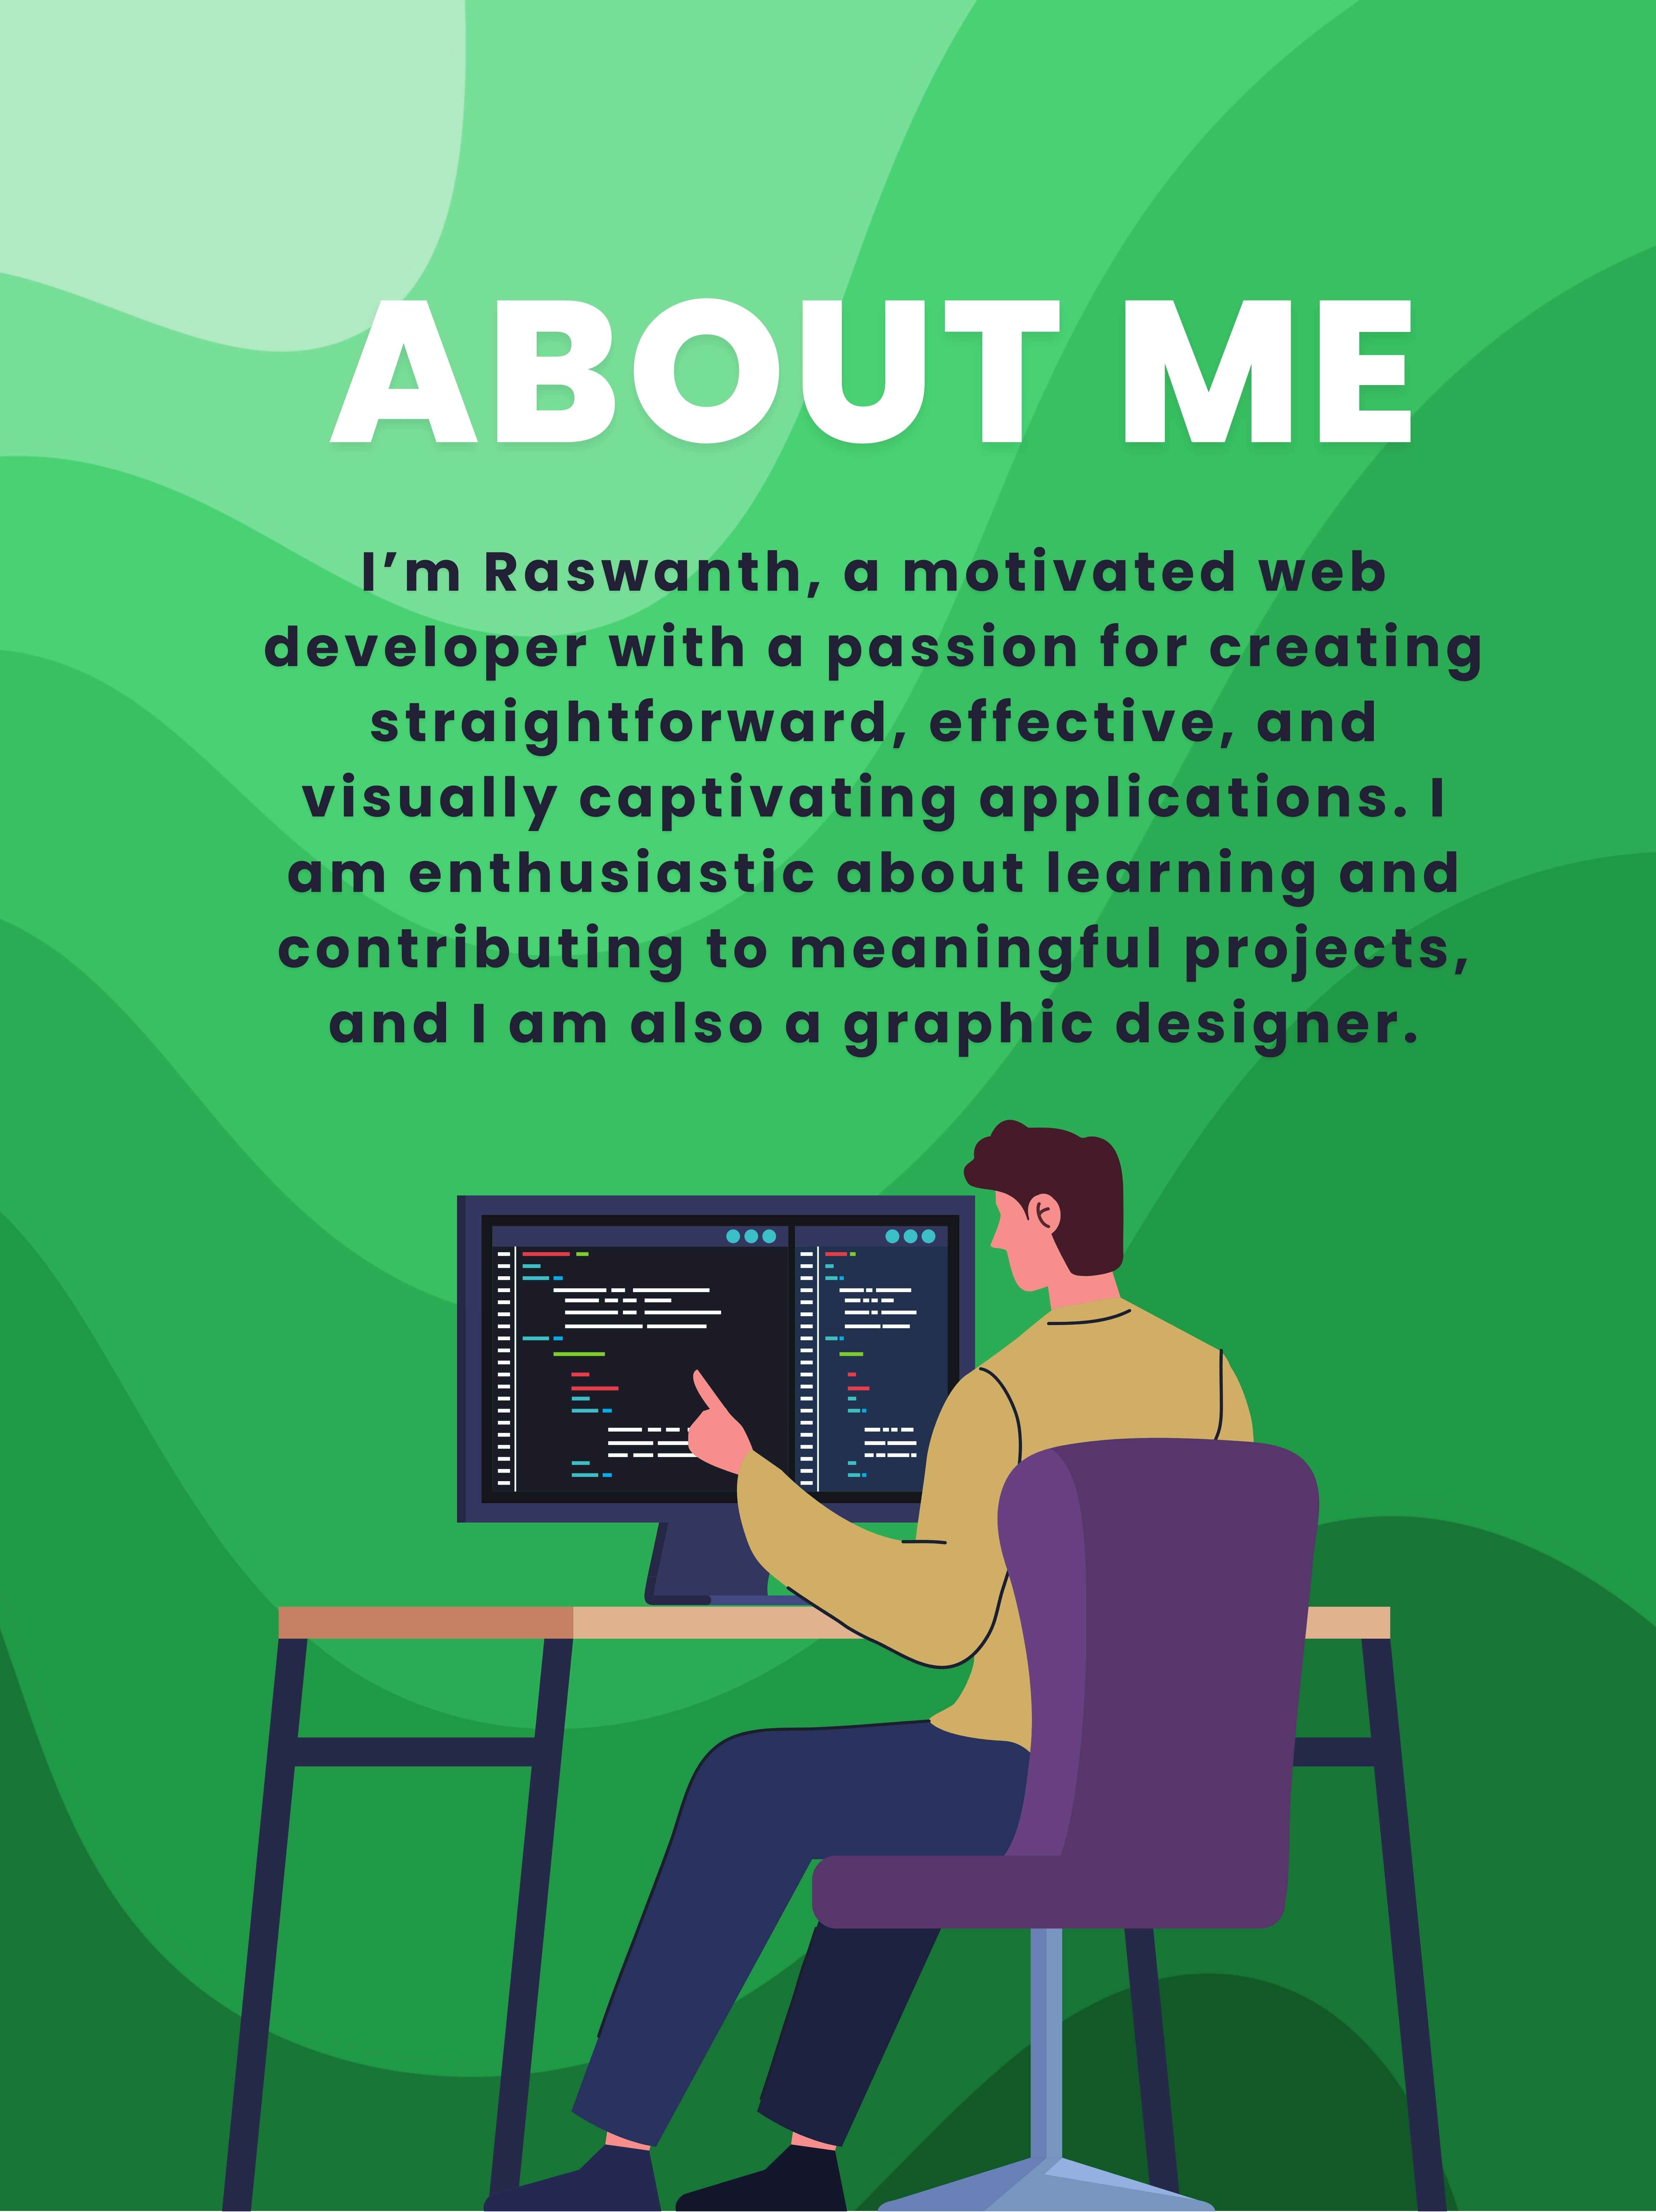 ABOUT ME
I’m Raswanth, a motivated web
developer with a passion for creating
straightforward, effective, and
visually captivating applications. I
am enthusiastic about learning and
contributing to meaningful projects,
and I am also a graphic designer.